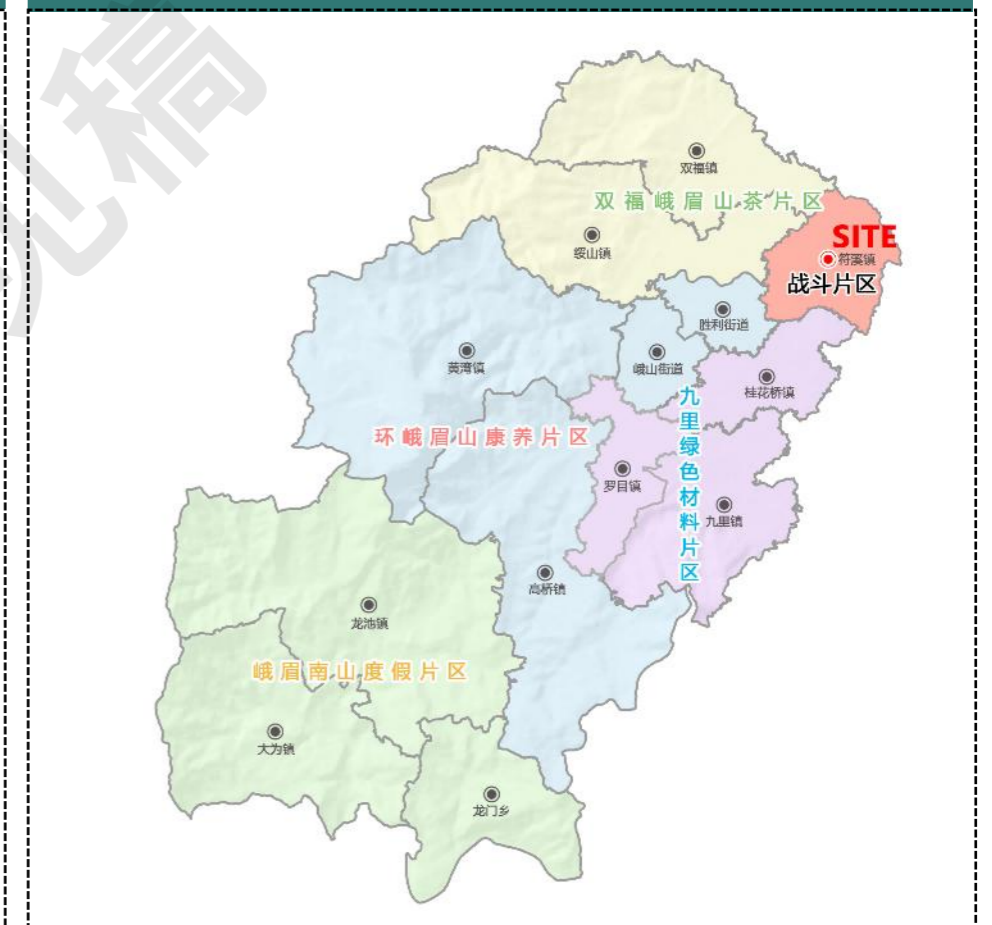 见稿
双福镇
双福峨眉山茶片区
绥山镇
SITE
符溪镇
战斗片区
胜利街道
黄湾镇
峨山街道
桂花桥镇
九里绿色材料片区
环峨眉山康养片区
罗目镇
九里镇
高桥镇
龙池镇
峨眉南山度假片区
大为镇
龙门乡